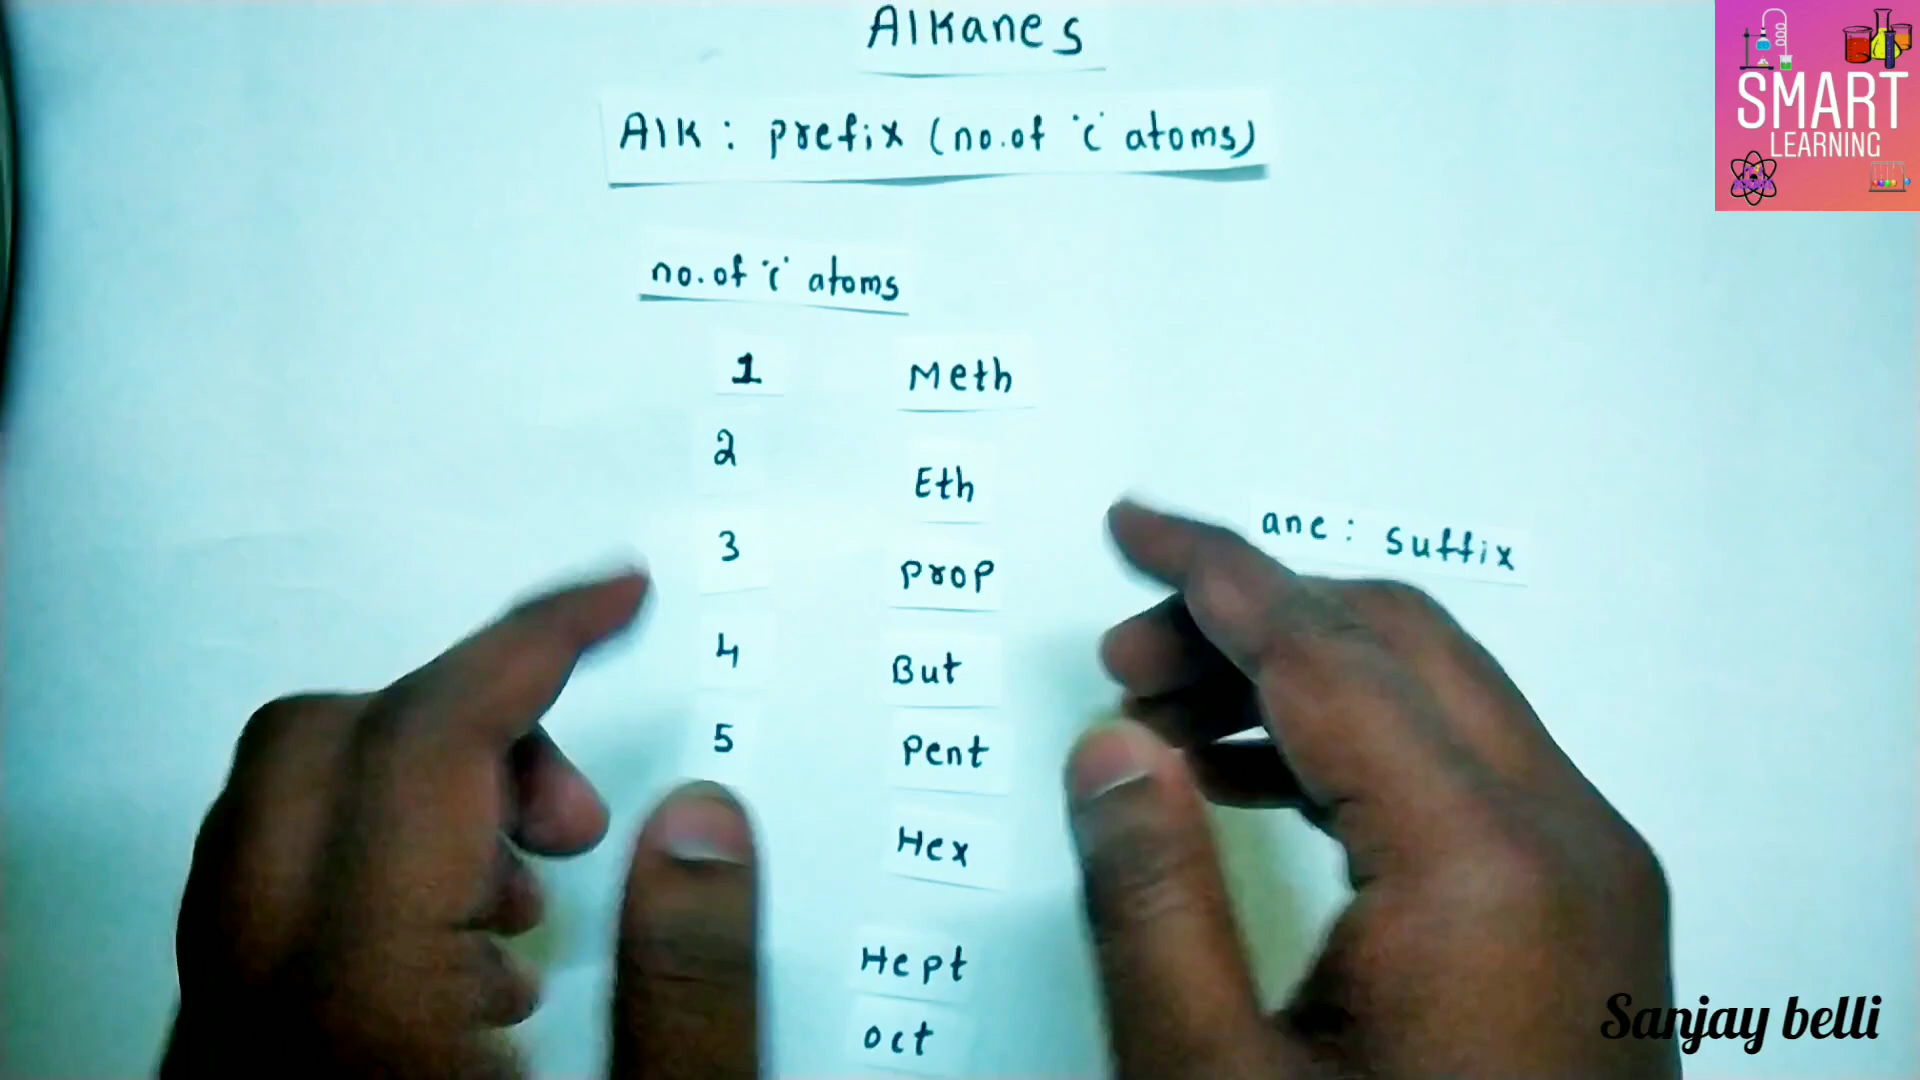 Alkanes
SMART
LEARNING
Alk : prefix (no.of 'c' atoms)
no.of 'c' atoms
1 Meth
2 Eth
ane : suffix
3 Prop
4 But
5 Pent
Hex
Hept
oct
Sanjay belli